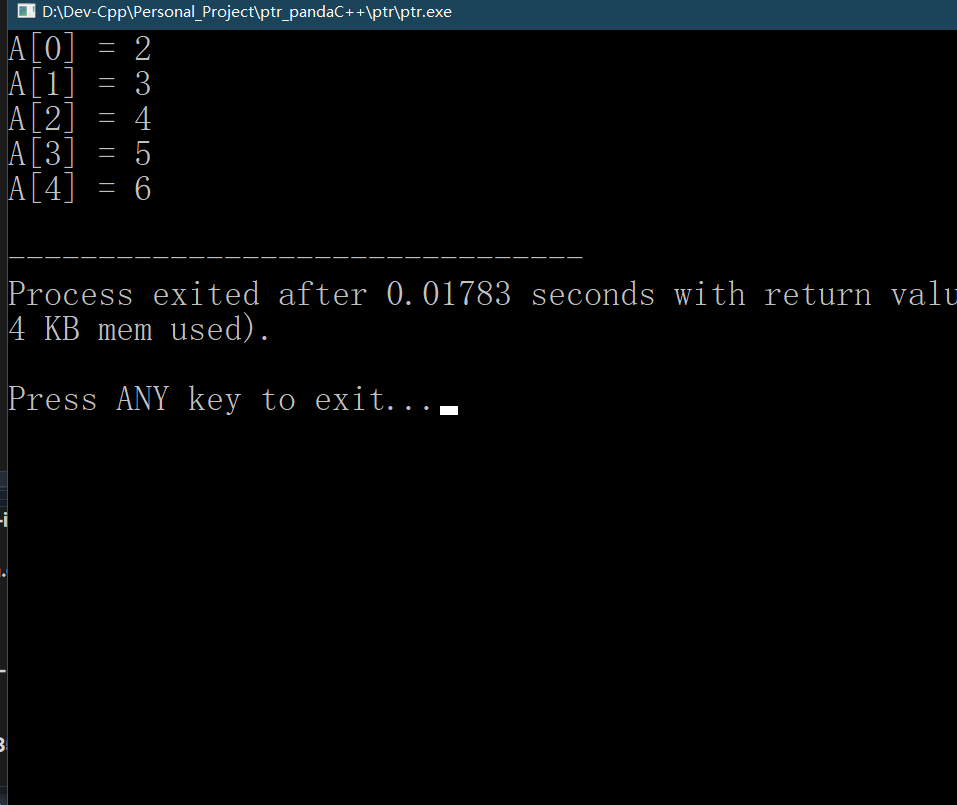 D:\Dev-Cpp\Personal_Project\ptr_pandaC++\ptr\ptr.exe
A[0] = 2
A[1] = 3
A[2] = 4
A[3] = 5
A[4] = 6
--------------------------------
Process exited after 0.01783 seconds with return valu
4 KB mem used).
Press ANY key to exit...